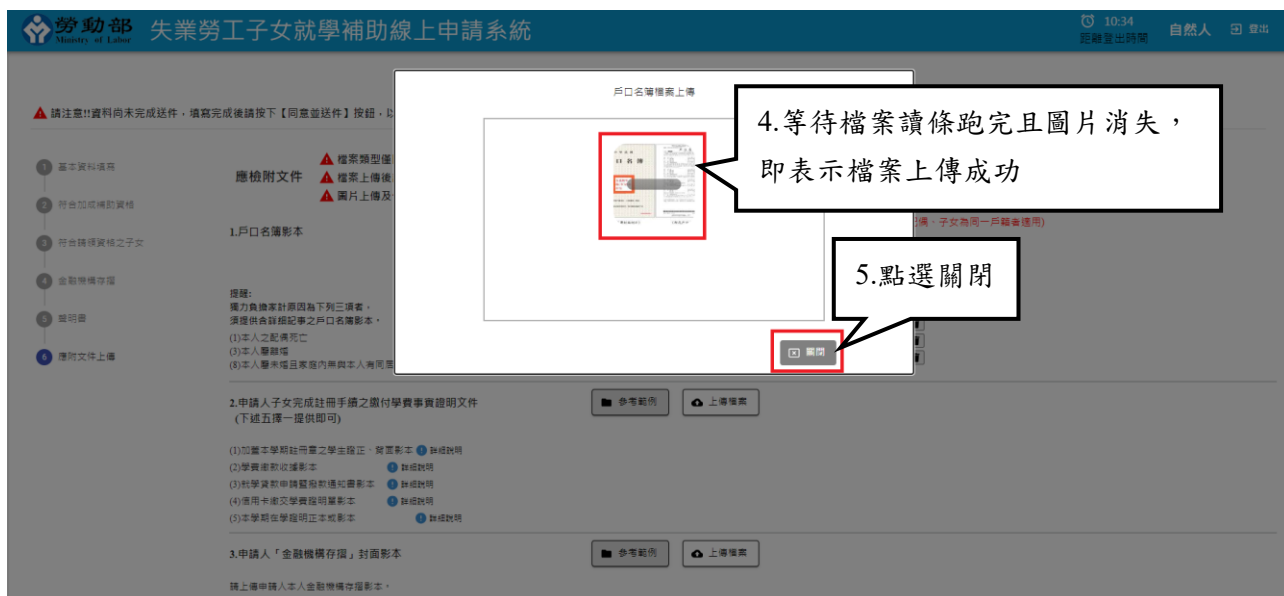 勞動部 失業勞工子女就學補助線上申請系統
Ministry of Labor
10:34
距離登出時間
自然人 登出
請注意!!資料尚未完成送件，填寫完成後請按下【同意並送件】按鈕，以
戶口名簿檔案上傳
4.等待檔案讀條跑完且圖片消失，
即表示檔案上傳成功
5.點選關閉
1 基本資料填寫
2 符合加成補助資格
3 符合請領資格之子女
4 金融機構存摺
5 聲明書
6 應附文件上傳
應檢附文件
檔案類型僅
檔案上傳後
圖片上傳及
1.戶口名簿影本
子女為同一戶籍者適用)
提醒:
獨力負擔家計原因為下列三項者，
須提供含詳細記事之戶口名簿影本。
(1)本人之配偶死亡
(3)本人離婚
(8)本人未婚且家庭內無與本人有同居
關閉
2.申請人子女完成註冊手續之繳付學費事實證明文件
(下述五擇一提供即可)
參考範例
上傳檔案
(1)加蓋本學期註冊章之學生證正、背面影本 詳細說明
(2)學費繳款收據影本 詳細說明
(3)就學貸款申請暨撥款通知書影本 詳細說明
(4)信用卡繳交學費證明單影本 詳細說明
(5)本學期在學證明正本或影本 詳細說明
3.申請人「金融機構存摺」封面影本
參考範例
上傳檔案
請上傳申請人本人金融機構存摺影本。